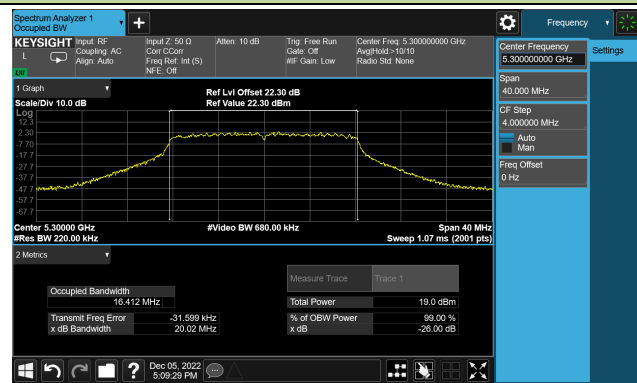 Spectrum Analyzer 1
Occupied BW
+
Frequency
KEYSIGHT
L
LXI
Input: RF
Coupling: AC
Align: Auto
Input Z: 50 Ω
Corr CCorr
Freq Ref: Int (S)
NFE: Off
Atten: 10 dB
Trig: Free Run
Gate: Off
#IF Gain: Low
Center Freq: 5.300000000 GHz
Avg|Hold:>10/10
Radio Std: None
Center Frequency
5.300000000 GHz
Settings
Span
40.000 MHz
CF Step
4.000000 MHz
Auto
Man
Freq Offset
0 Hz
1 Graph
Scale/Div 10.0 dB
Ref Lvl Offset 22.30 dB
Ref Value 22.30 dBm
Log
12.3
2.30
-7.70
-17.7
-27.7
-37.7
-47.7
-57.7
-67.7
Center 5.30000 GHz
#Res BW 220.00 kHz
#Video BW 680.00 kHz
Span 40 MHz
Sweep 1.07 ms (2001 pts)
2 Metrics
Measure Trace
Trace 1
Occupied Bandwidth
16.412 MHz
Total Power
19.0 dBm
Transmit Freq Error
-31.599 kHz
% of OBW Power
99.00 %
x dB Bandwidth
20.02 MHz
x dB
-26.00 dB
?
Dec 05, 2022
5:09:29 PM